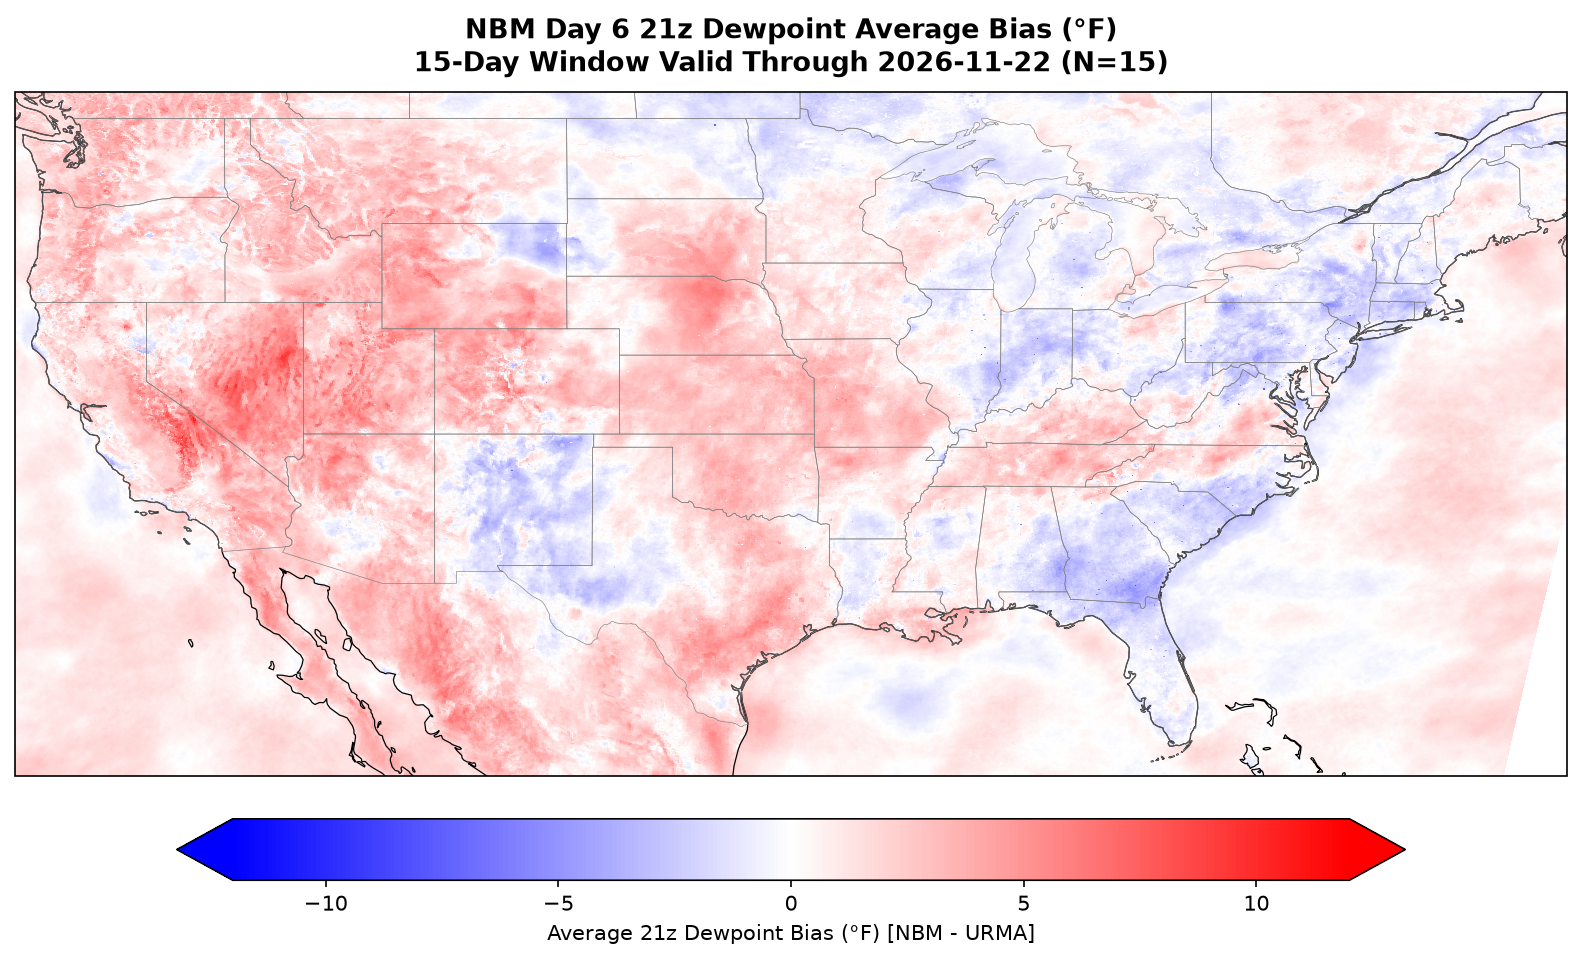 NBM Day 6 21z Dewpoint Average Bias (°F)
15-Day Window Valid Through 2026-11-22 (N=15)
−10 −5 0 5 10
Average 21z Dewpoint Bias (°F) [NBM - URMA]